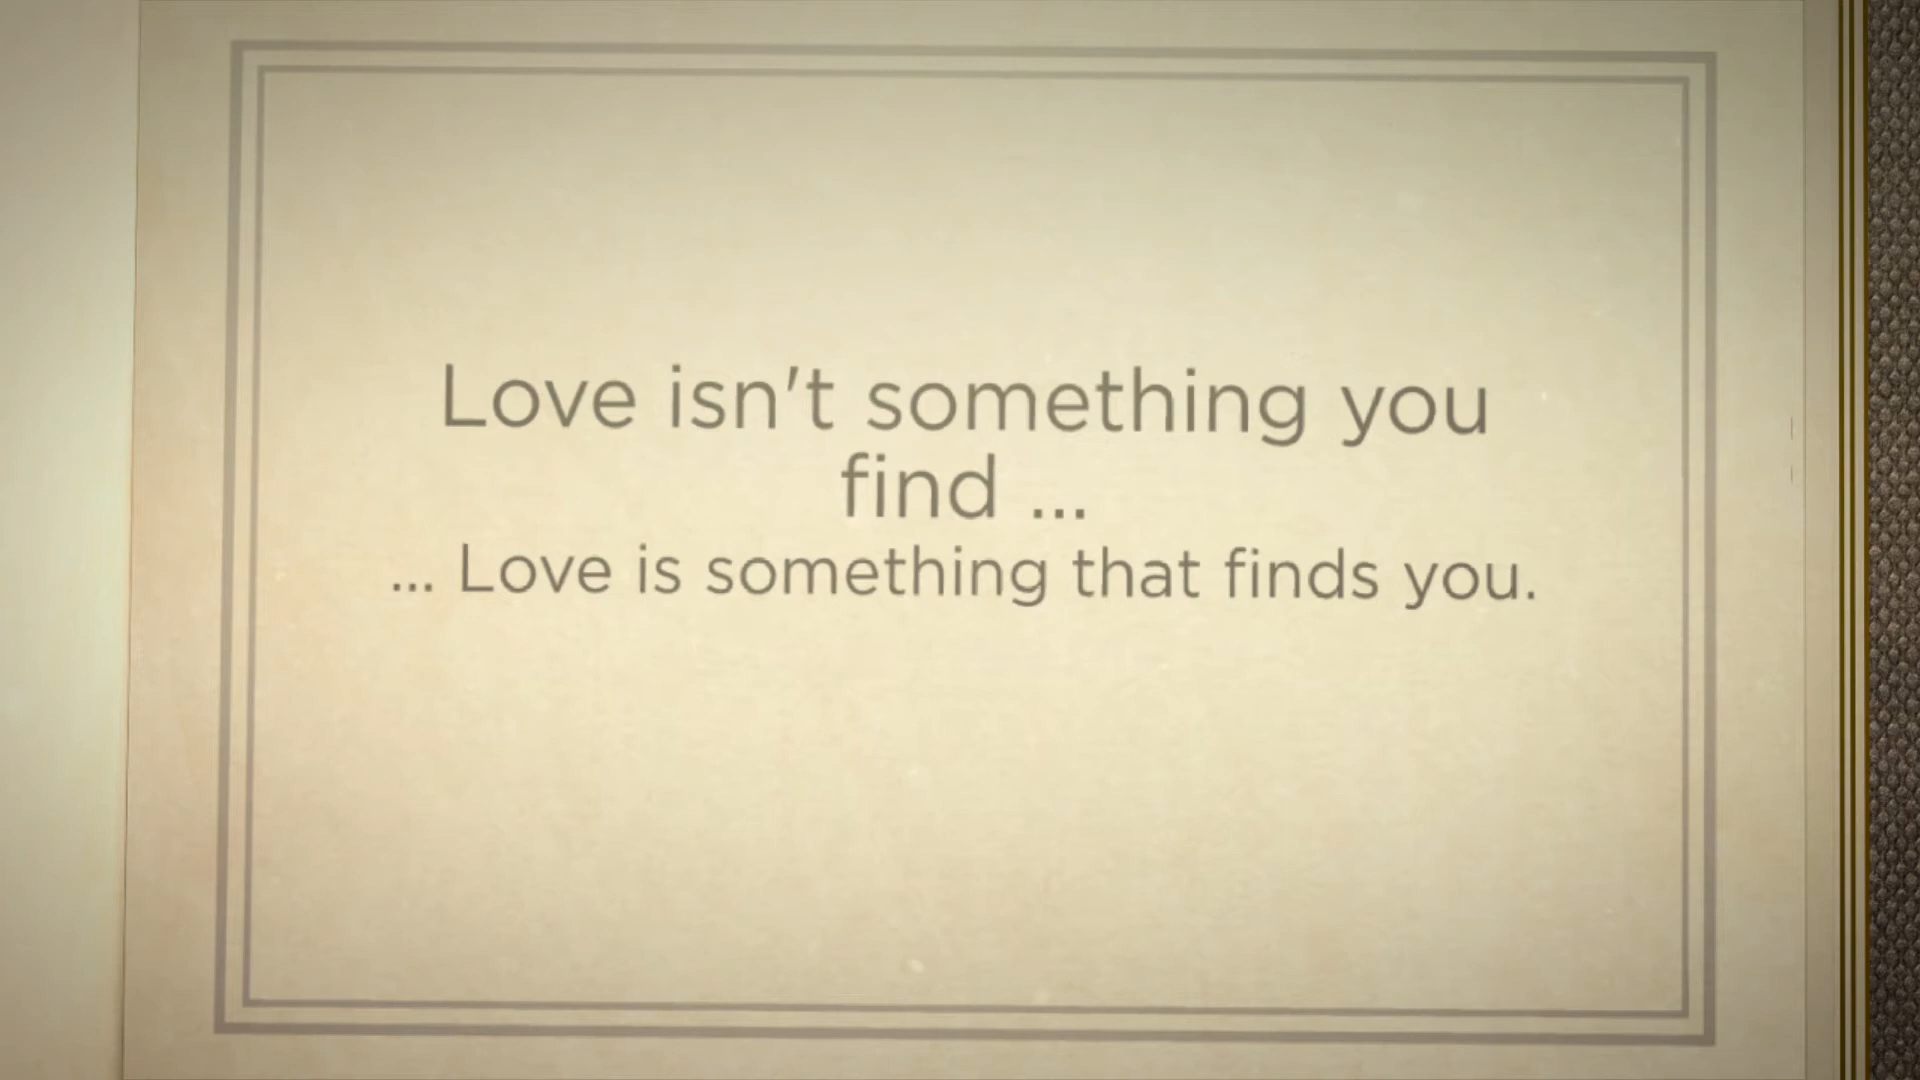 Love isn't something you
find ...
... Love is something that finds you.